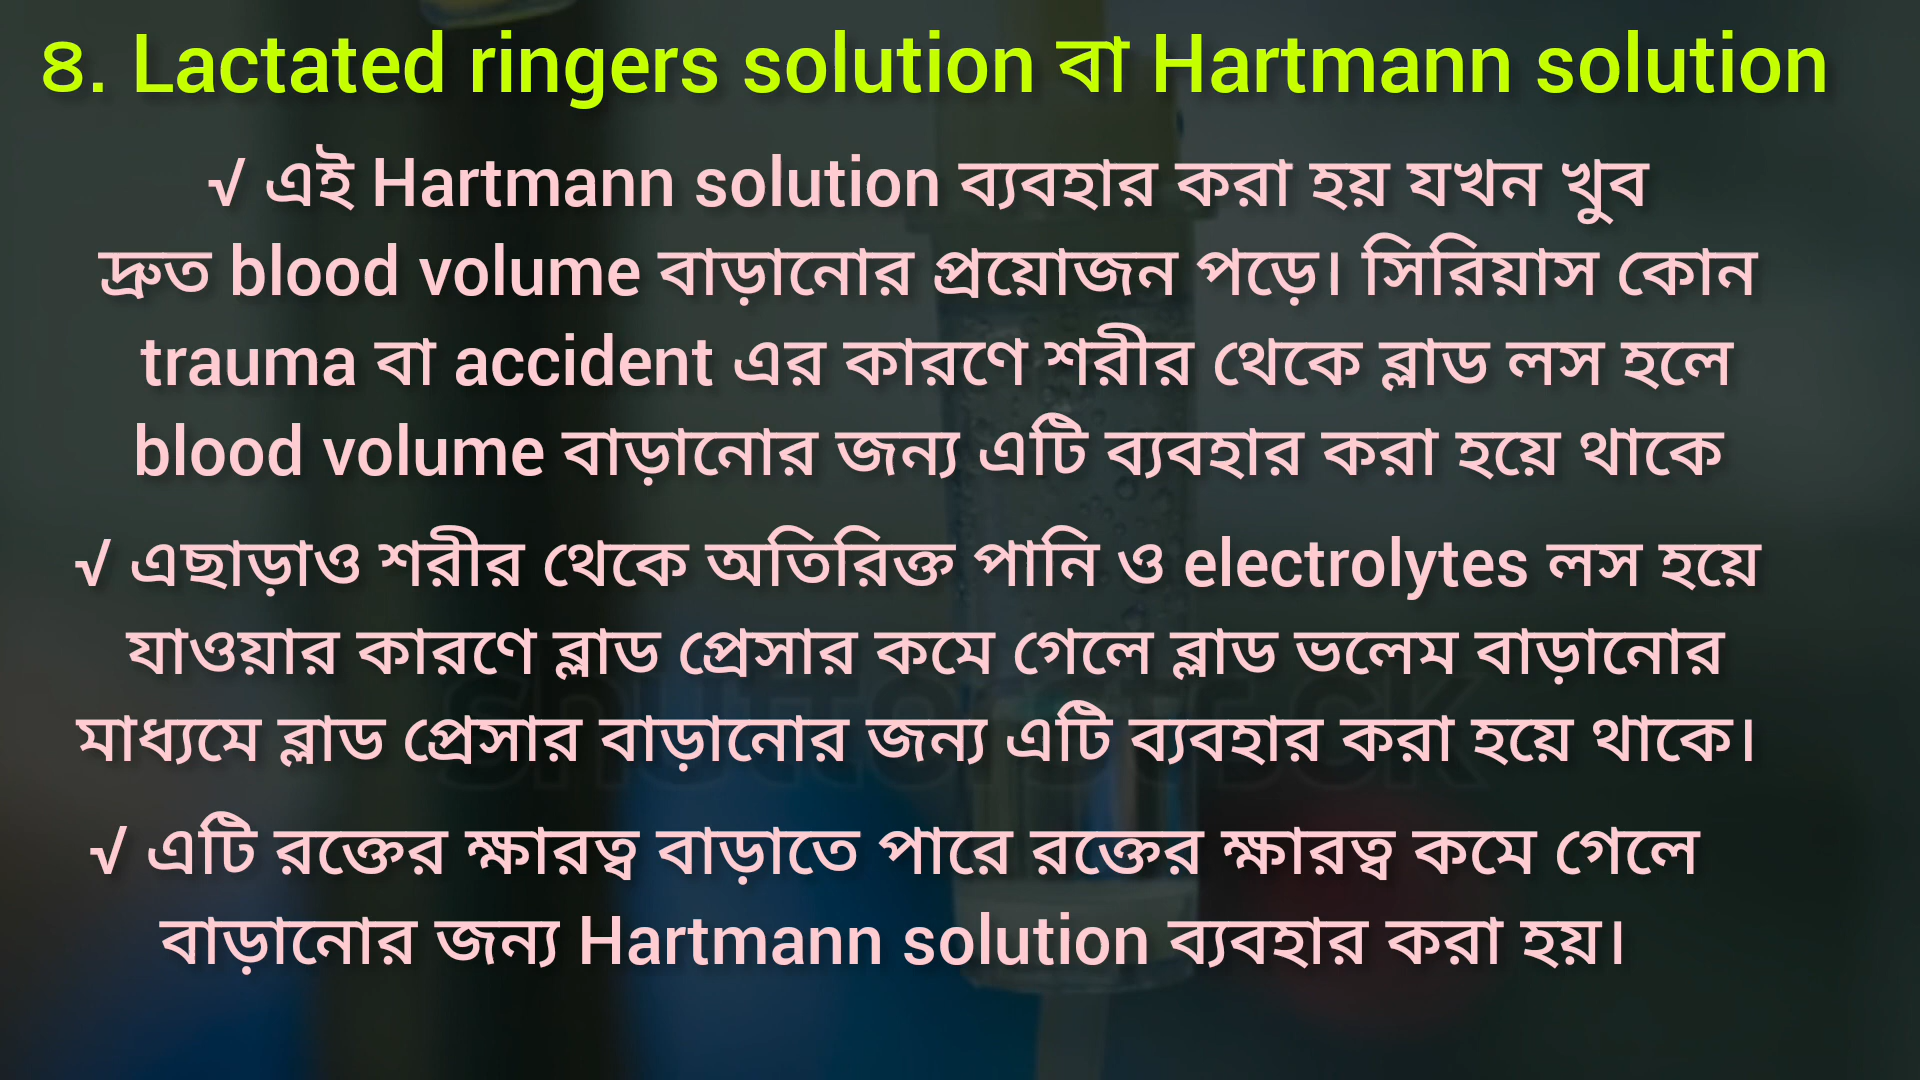 ৪. Lactated ringers solution বা Hartmann solution
√ এই Hartmann solution ব্যবহার করা হয় যখন খুব
দ্রুত blood volume বাড়ানোর প্রয়োজন পড়ে। সিরিয়াস কোন
trauma বা accident এর কারণে শরীর থেকে ব্লাড লস হলে
blood volume বাড়ানোর জন্য এটি ব্যবহার করা হয়ে থাকে
√ এছাড়াও শরীর থেকে অতিরিক্ত পানি ও electrolytes লস হয়ে
যাওয়ার কারণে ব্লাড প্রেসার কমে গেলে ব্লাড ভলেম বাড়ানোর
মাধ্যমে ব্লাড প্রেসার বাড়ানোর জন্য এটি ব্যবহার করা হয়ে থাকে।
shutterstock
√ এটি রক্তের ক্ষারত্ব বাড়াতে পারে রক্তের ক্ষারত্ব কমে গেলে
বাড়ানোর জন্য Hartmann solution ব্যবহার করা হয়।